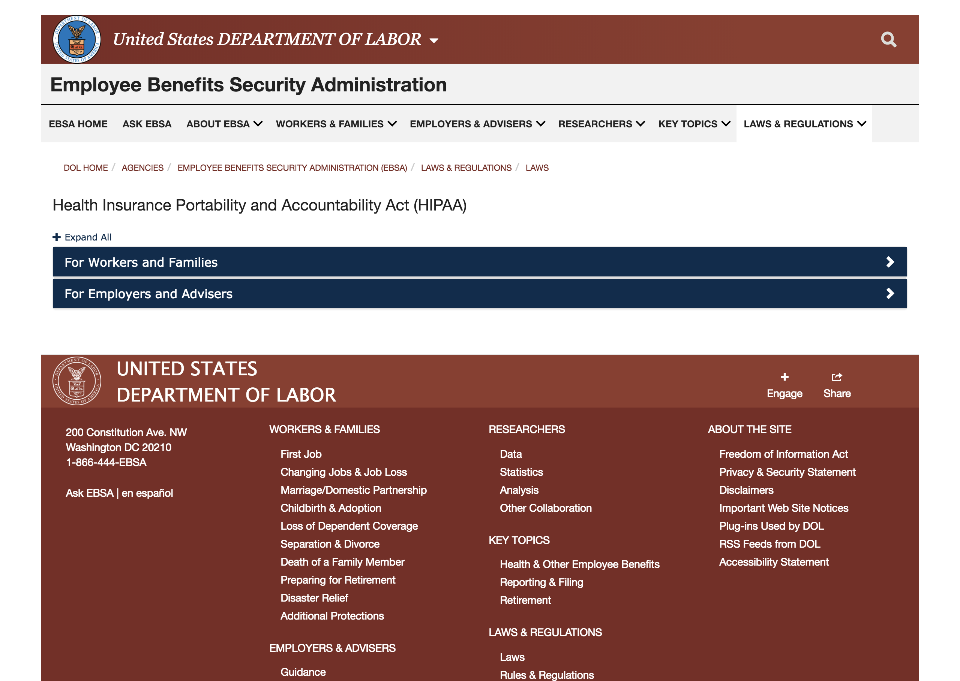 United States DEPARTMENT OF LABOR
Employee Benefits Security Administration
EBSA HOME ASK EBSA ABOUT EBSA WORKERS & FAMILIES EMPLOYERS & ADVISERS RESEARCHERS KEY TOPICS LAWS & REGULATIONS
DOL HOME / AGENCIES / EMPLOYEE BENEFITS SECURITY ADMINISTRATION (EBSA) / LAWS & REGULATIONS / LAWS
Health Insurance Portability and Accountability Act (HIPAA)
Expand All
For Workers and Families
For Employers and Advisers
UNITED STATES
DEPARTMENT OF LABOR
Engage Share
200 Constitution Ave. NW
Washington DC 20210
1-866-444-EBSA
Ask EBSA | en español
WORKERS & FAMILIES
First Job
Changing Jobs & Job Loss
Marriage/Domestic Partnership
Childbirth & Adoption
Loss of Dependent Coverage
Separation & Divorce
Death of a Family Member
Preparing for Retirement
Disaster Relief
Additional Protections
EMPLOYERS & ADVISERS
Guidance
RESEARCHERS
Data
Statistics
Analysis
Other Collaboration
KEY TOPICS
Health & Other Employee Benefits
Reporting & Filing
Retirement
LAWS & REGULATIONS
Laws
Rules & Regulations
ABOUT THE SITE
Freedom of Information Act
Privacy & Security Statement
Disclaimers
Important Web Site Notices
Plug-ins Used by DOL
RSS Feeds from DOL
Accessibility Statement